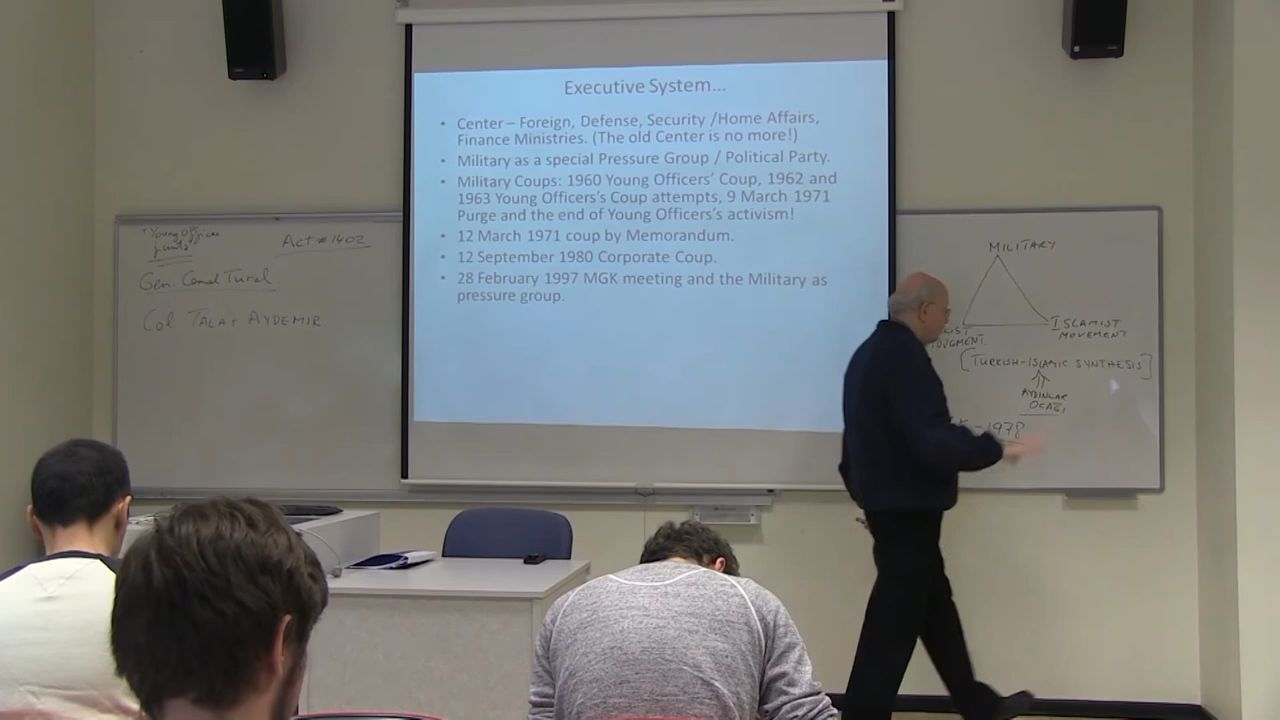 "Young Officer
Act # 1402
Gen. Cemal Tural
Col TALAT AYDEMIR.
Executive System…
• Center – Foreign, Defense, Security /Home Affairs,
Finance Ministries. (The old Center is no more!)
• Military as a special Pressure Group / Political Party.
• Military Coups: 1960 Young Officers' Coup, 1962 and
1963 Young Officers's Coup attempts, 9 March 1971
Purge and the end of Young Officers's activism!
• 12 March 1971 coup by Memorandum.
• 12 September 1980 Corporate Coup.
• 28 February 1997 MGK meeting and the Military as
pressure group.
MILITARY
ISLAMIST
MOVEMENT
[TURKISH-ISLAMIC SYNTHESIS]
AYDINLAR
OCAĞI
-1978